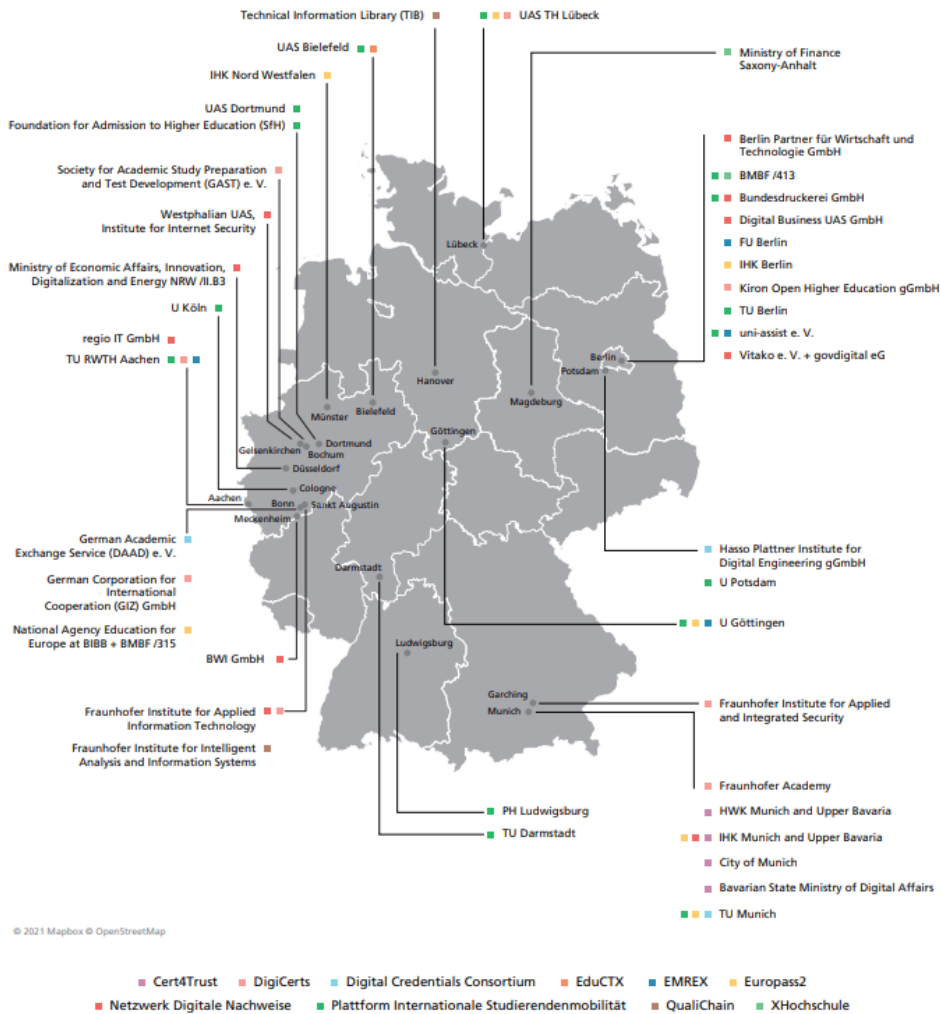 Technical Information Library (TIB)
UAS TH Lübeck
UAS Bielefeld
Ministry of Finance
Saxony-Anhalt
IHK Nord Westfalen
UAS Dortmund
Foundation for Admission to Higher Education (SfH)
Berlin Partner für Wirtschaft und
Technologie GmbH
Society for Academic Study Preparation
and Test Development (GAST) e. V.
BMBF /413
Bundesdruckerei GmbH
Westphalian UAS,
Institute for Internet Security
Digital Business UAS GmbH
FU Berlin
Lübeck
Ministry of Economic Affairs, Innovation,
Digitalization and Energy NRW /II.B3
IHK Berlin
Kiron Open Higher Education gGmbH
U Köln
TU Berlin
regio IT GmbH
uni-assist e. V.
TU RWTH Aachen
Vitako e. V. + govdigital eG
Berlin
Potsdam
Hanover
Magdeburg
Münster
Bielefeld
Göttingen
Dortmund
Gelsenkirchen
Bochum
Düsseldorf
Cologne
Aachen
Bonn
Sankt Augustin
Meckenheim
German Academic
Exchange Service (DAAD) e. V.
Hasso Plattner Institute for
Digital Engineering gGmbH
Darmstadt
German Corporation for
International
Cooperation (GIZ) GmbH
U Potsdam
National Agency Education for
Europe at BIBB + BMBF /315
U Göttingen
Ludwigsburg
BWI GmbH
Garching
Munich
Fraunhofer Institute for Applied
and Integrated Security
Fraunhofer Institute for Applied
Information Technology
Fraunhofer Institute for Intelligent
Analysis and Information Systems
Fraunhofer Academy
PH Ludwigsburg
HWK Munich and Upper Bavaria
TU Darmstadt
IHK Munich and Upper Bavaria
City of Munich
Bavarian State Ministry of Digital Affairs
TU Munich
© 2021 Mapbox © OpenStreetMap
Cert4Trust DigiCerts Digital Credentials Consortium EduCTX EMREX Europass2
Netzwerk Digitale Nachweise Plattform Internationale Studierendenmobilität QualiChain XHochschule